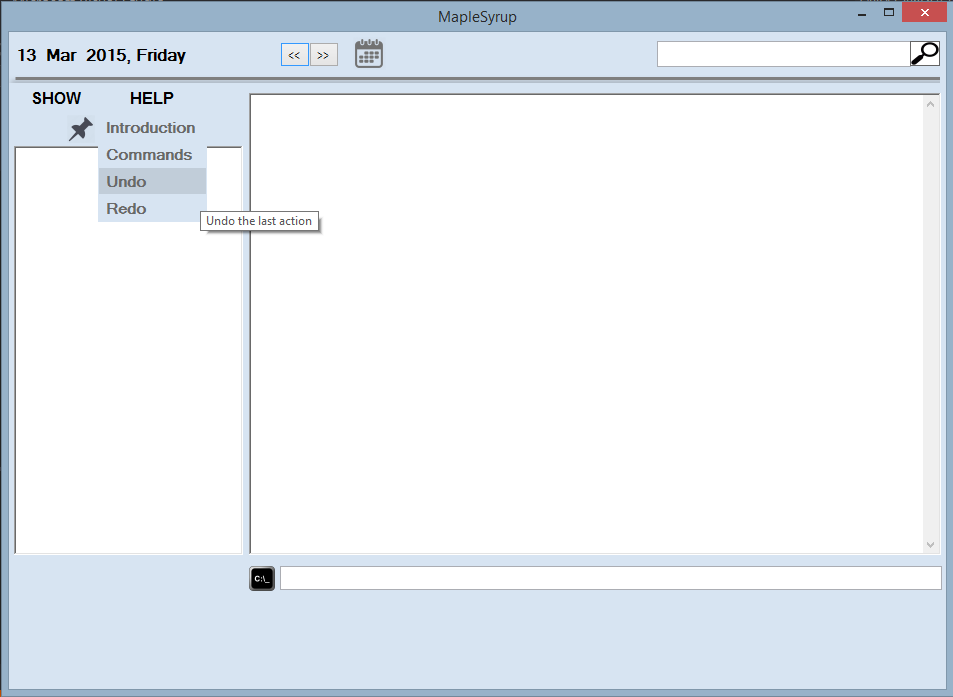 MapleSyrup
13 Mar 2015, Friday
<< >>
SHOW HELP
Introduction
Commands
Undo
Redo
Undo the last action
C:\_